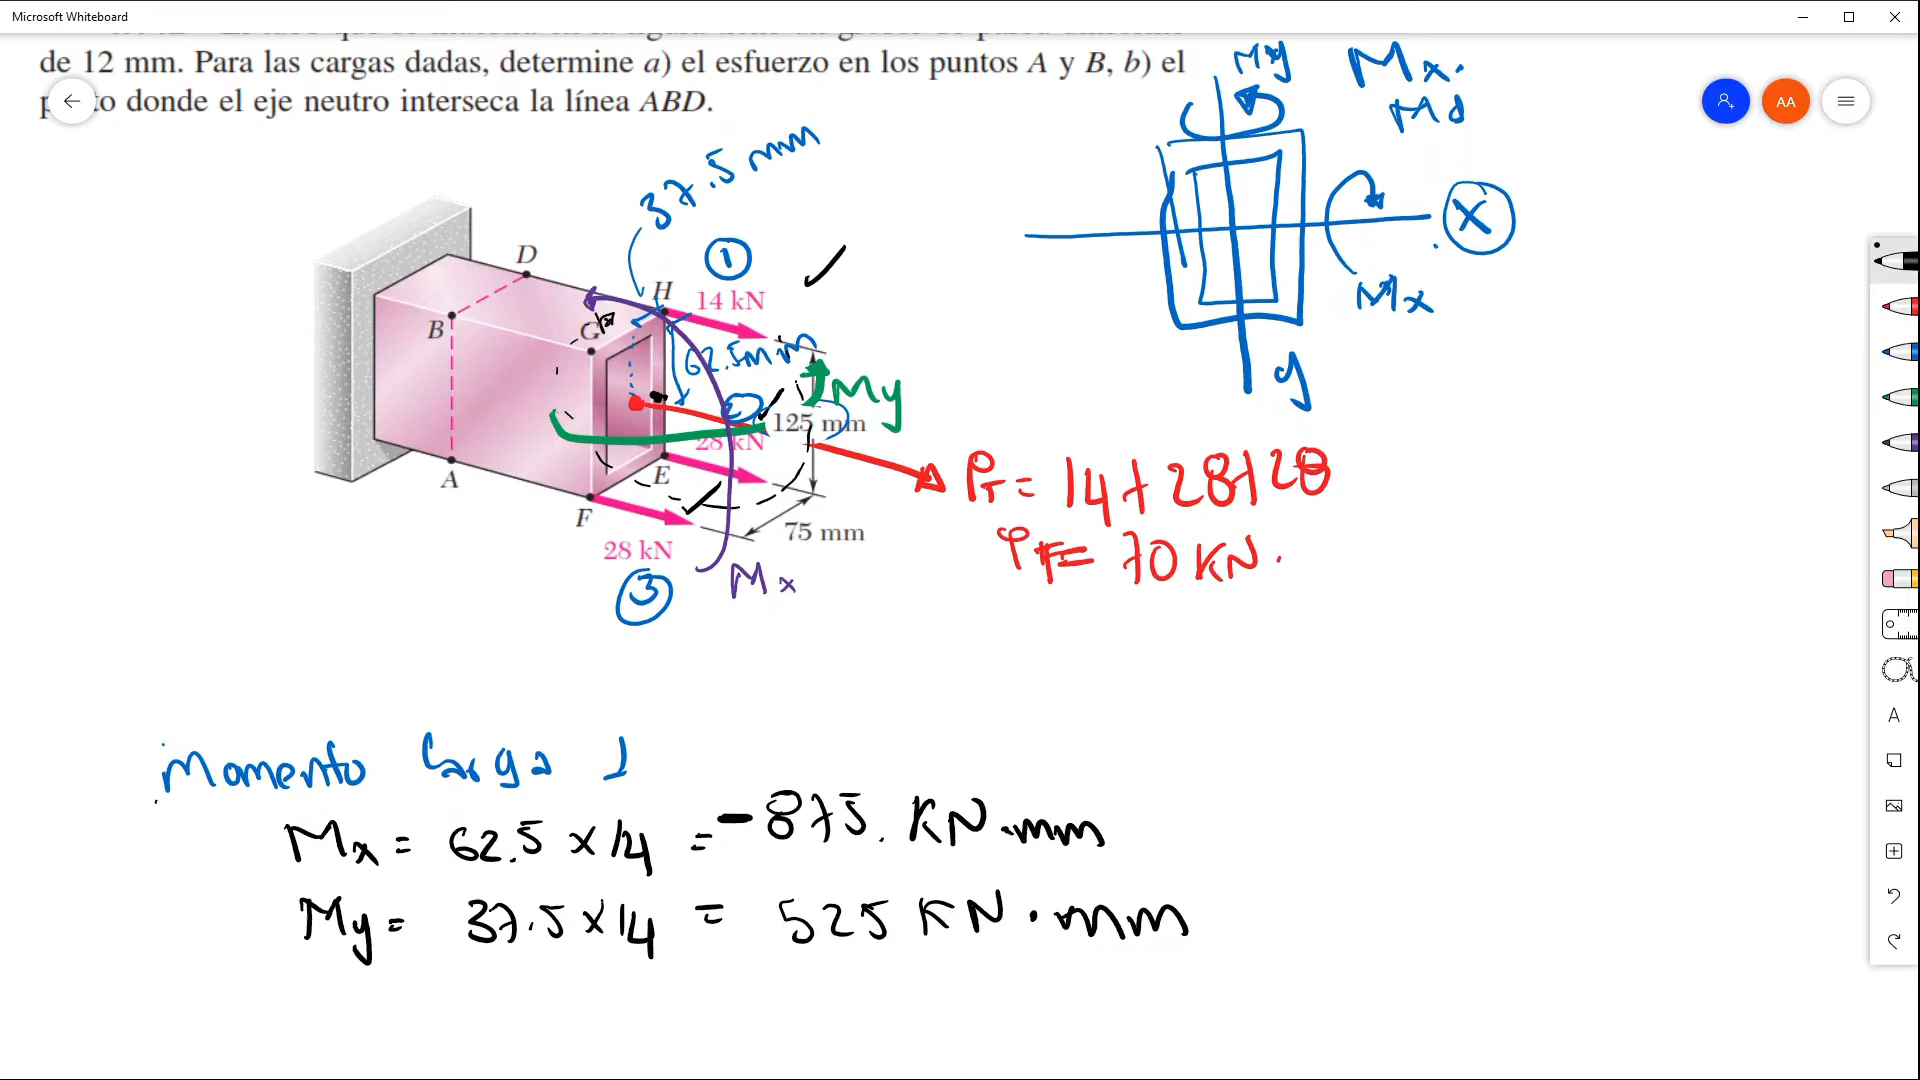 Microsoft Whiteboard
de 12 mm. Para las cargas dadas, determine a) el esfuerzo en los puntos A y B, b) el
to donde el eje neutro interseca la línea ABD.
AA
Mx.
My
37.5 mm
X
Mx
y
1
D
H
14 kN
B
G
62.5mm
My
2
125 mm
28 kN
A
E
F
75 mm
28 kN
3
Mx
PT = 14+28+28
PT= 70 KN.
Momento Carga 1
Mx = 62.5 x 14 = -875. KN.mm
My = 37.5 x 14 = 525 KN.mm
A